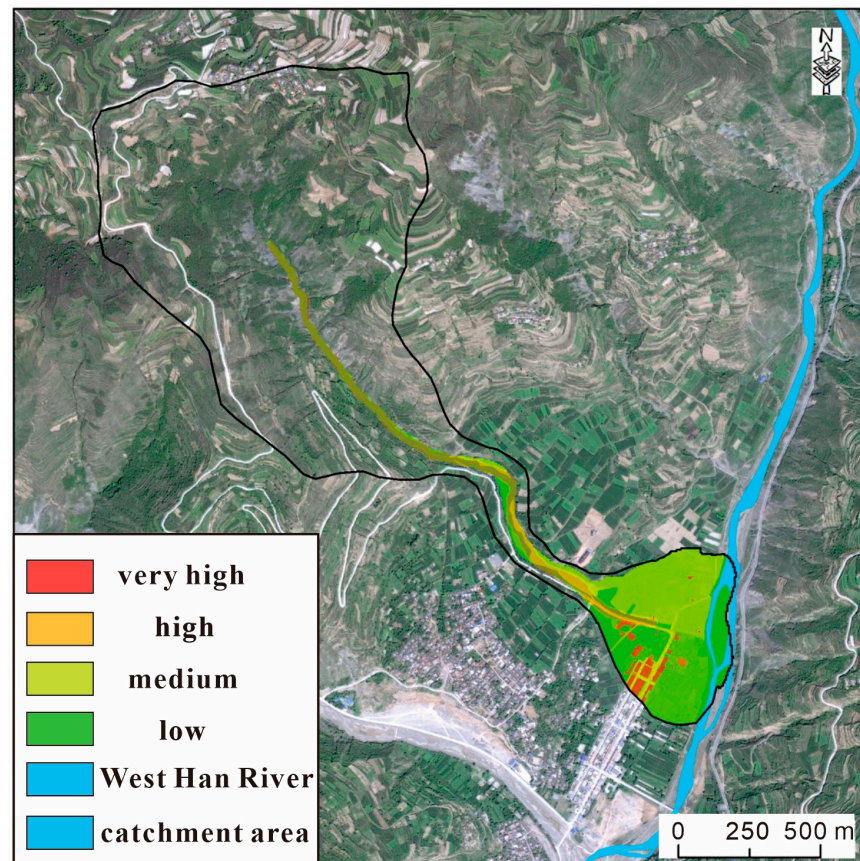 N
very high
high
medium
low
West Han River
catchment area
0 250 500 m